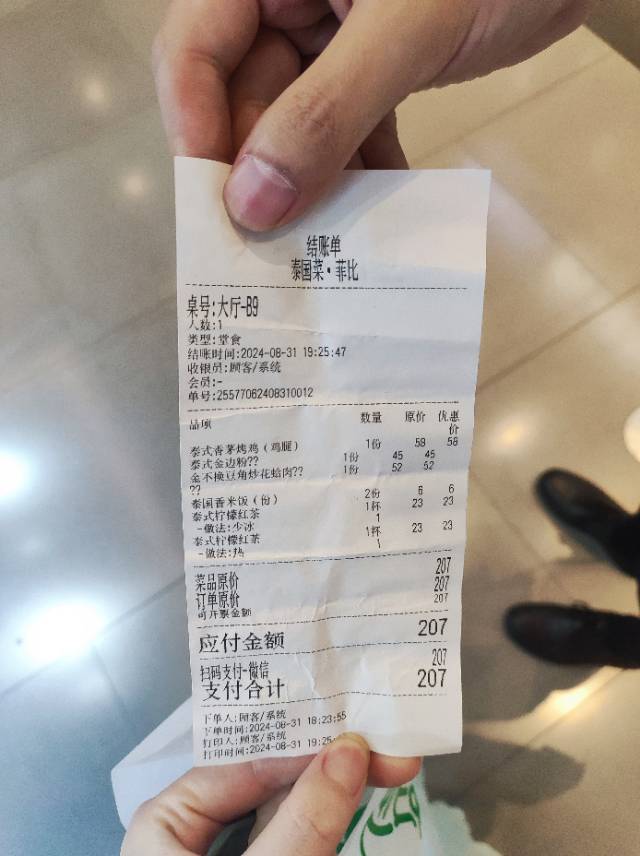 结账单
泰国菜·菲比
桌号:大厅-B9
人数:1
类型:堂食
结账时间:2024-08-31 19:25:47
收银员:顾客/系统
会员:-
单号:25577062408310012
品项 数量 原价 优惠价
泰式香茅烤鸡(鸡腿) 1份 58 58
泰式金边粉?? 1份 45 45
金不换豆角炒花蛤肉?? 1份 52 52
??
泰国香米饭(份) 2份 6 6
泰式柠檬红茶 1杯 23 23
-做法:少冰 1
泰式柠檬红茶 1杯 23 23
-做法:热 1
菜品原价 207
订单原价 207
可开票金额 207
应付金额 207
扫码支付-微信 207
支付合计 207
下单人:顾客/系统
下单时间:2024-08-31 18:23:55
打印人:顾客/系统
打印时间:2024-08-31 19:25